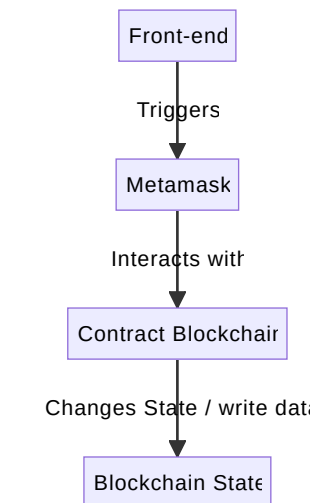 Front-end
Triggers
Metamask
Interacts with
Contract Blockchain
Changes State / write data
Blockchain State